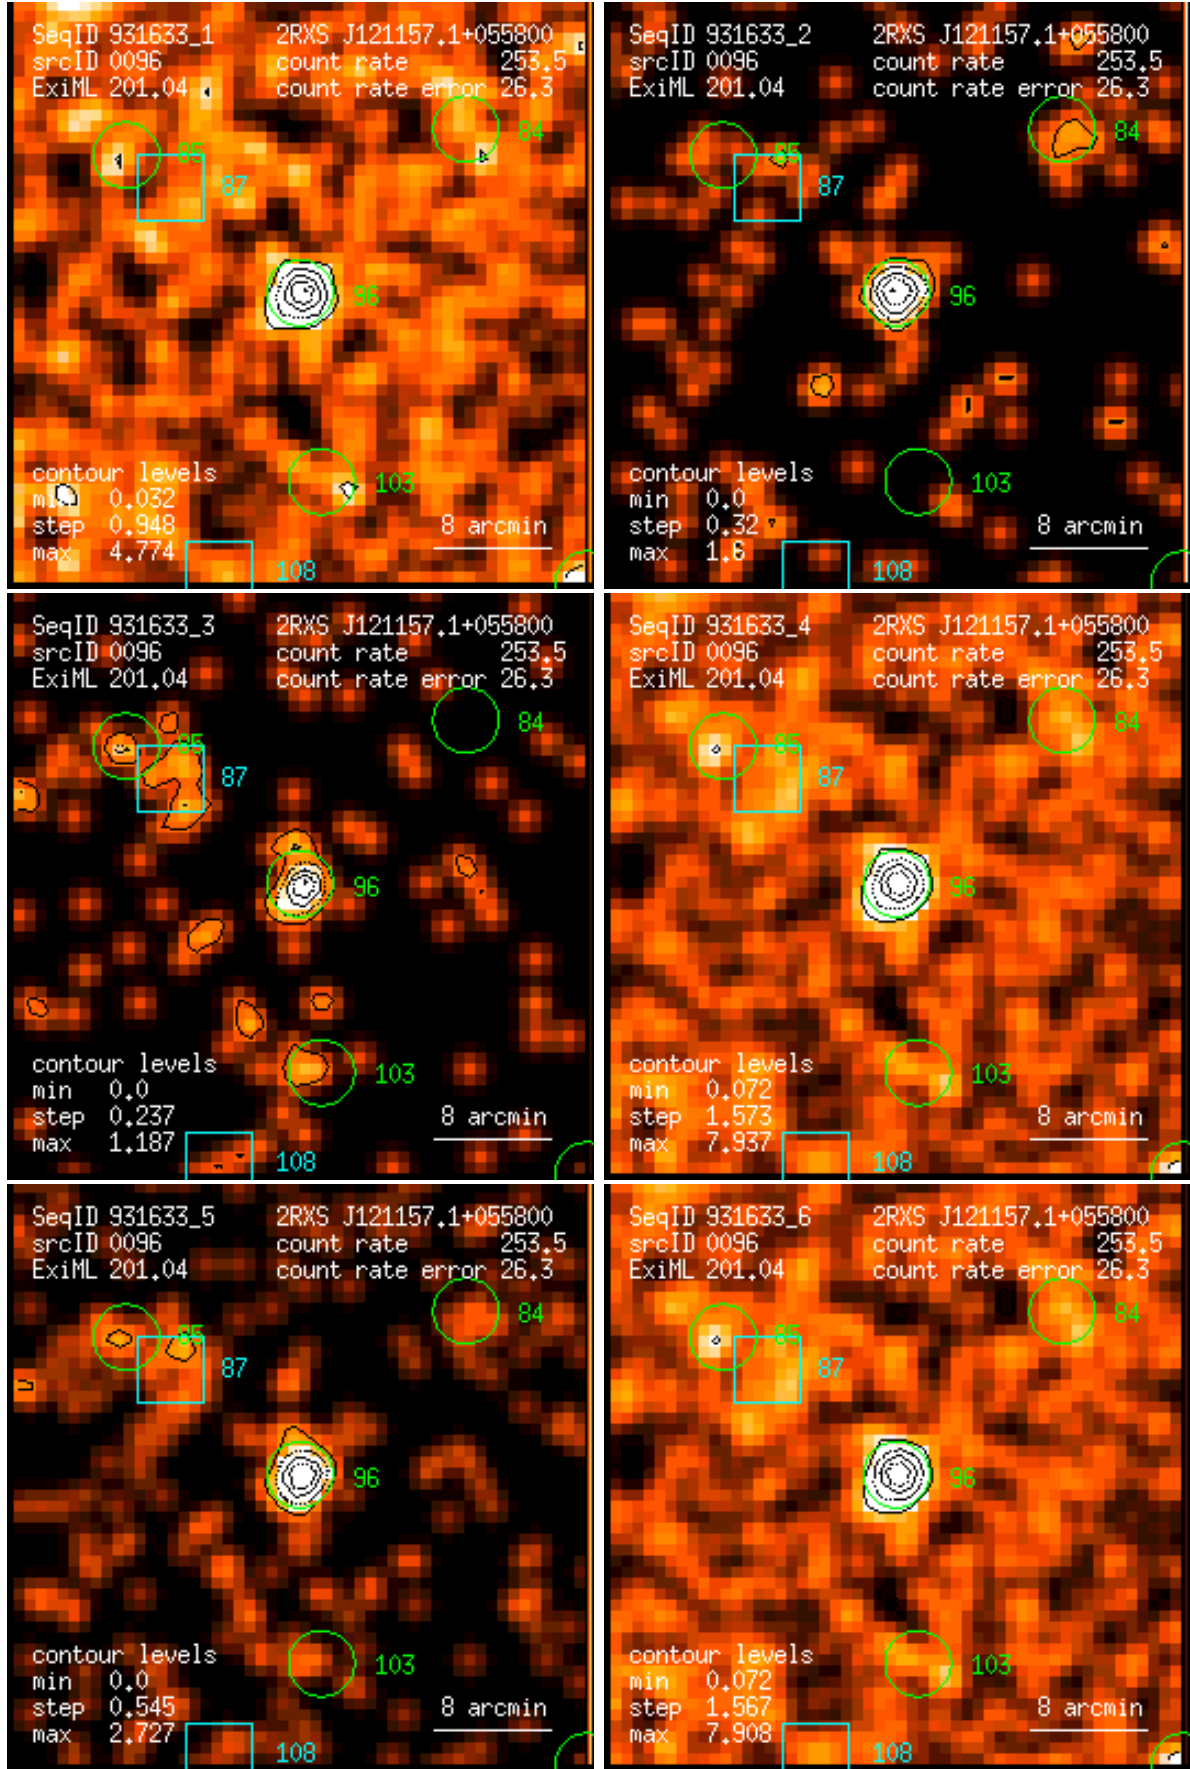 SeqID 931633_1 2RXS J121157.1+055800
srcID 0096 count rate 253.5
ExiML 201.04 count rate error 26.3
84
85
87
96
contour levels
min 0.032 103
step 0.948 8 arcmin
max 4.774
108
SeqID 931633_2 2RXS J121157.1+055800
srcID 0096 count rate 253.5
ExiML 201.04 count rate error 26.3
84
85
87
96
contour levels
min 0.0 103
step 0.32 8 arcmin
max 1.6
108
SeqID 931633_3 2RXS J121157.1+055800
srcID 0096 count rate 253.5
ExiML 201.04 count rate error 26.3
84
85
87
96
contour levels
min 0.0 103
step 0.237 8 arcmin
max 1.187
108
SeqID 931633_4 2RXS J121157.1+055800
srcID 0096 count rate 253.5
ExiML 201.04 count rate error 26.3
84
85
87
96
contour levels
min 0.072 103
step 1.573 8 arcmin
max 7.937
108
SeqID 931633_5 2RXS J121157.1+055800
srcID 0096 count rate 253.5
ExiML 201.04 count rate error 26.3
84
85
87
96
contour levels
min 0.0 103
step 0.545 8 arcmin
max 2.727
108
SeqID 931633_6 2RXS J121157.1+055800
srcID 0096 count rate 253.5
ExiML 201.04 count rate error 26.3
84
85
87
96
contour levels
min 0.072 103
step 1.567 8 arcmin
max 7.908
108